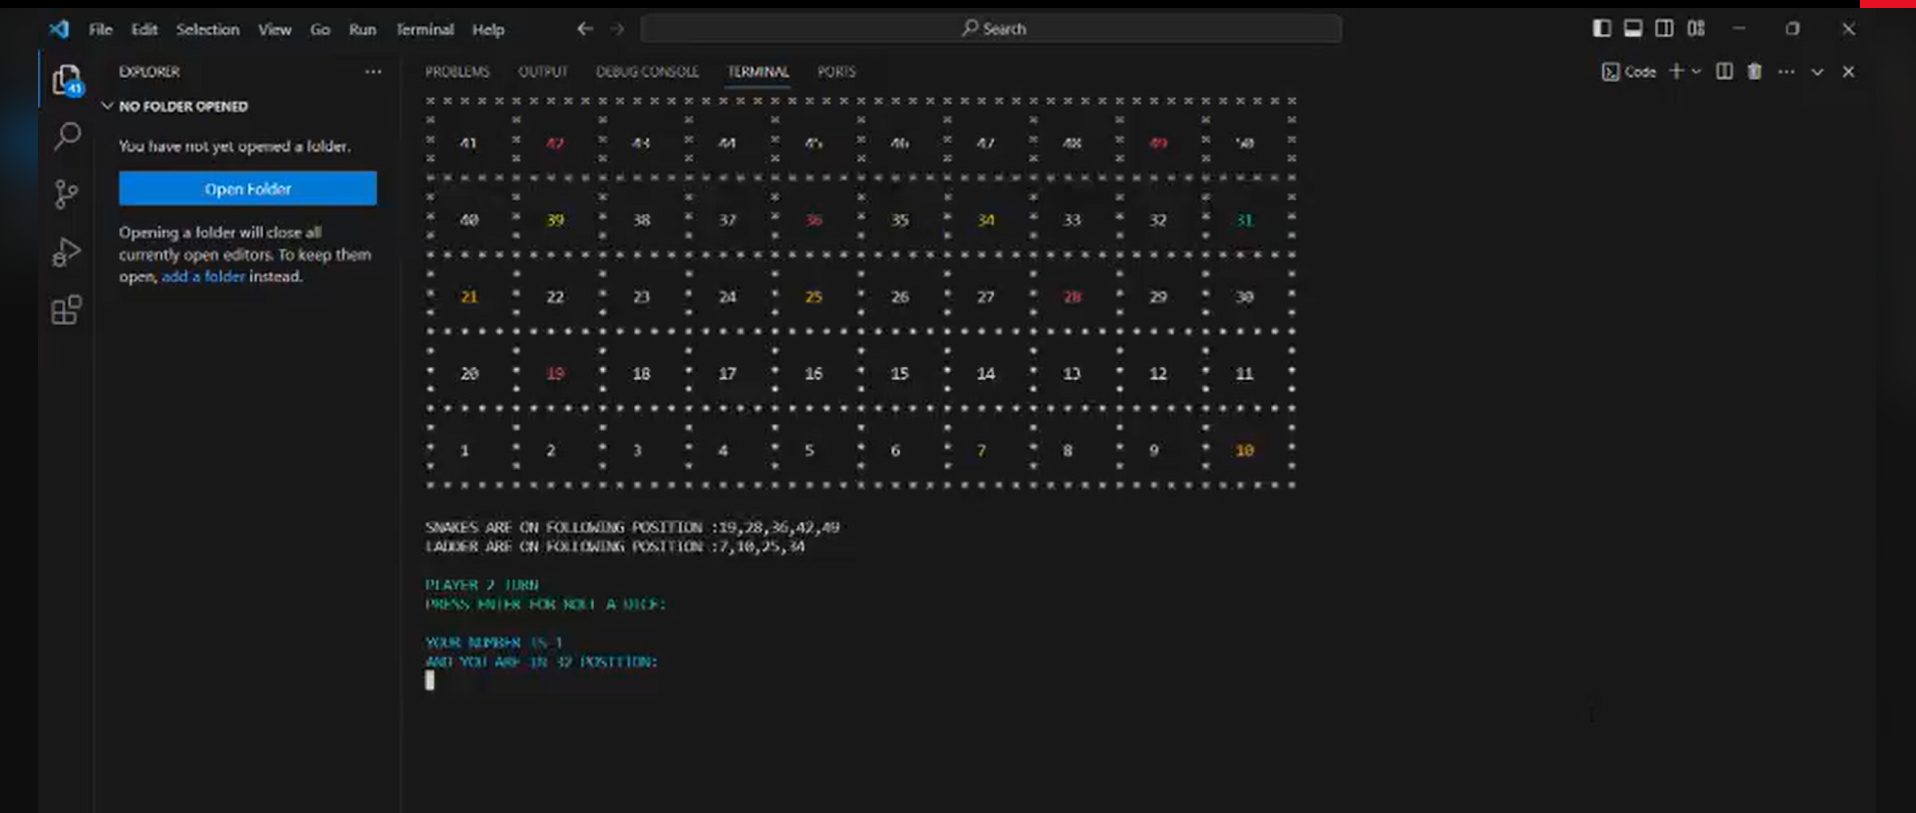 File Edit Selection View Go Run Terminal Help Search
EXPLORER
PROBLEMS OUTPUT DEBUG CONSOLE TERMINAL PORTS
Code
41
NO FOLDER OPENED
You have not yet opened a folder.
Open Folder
Opening a folder will close all
currently open editors. To keep them
open, add a folder instead.
41 42 43 44 45 46 47 48 49 50
40 39 38 37 36 35 34 33 32 31
21 22 23 24 25 26 27 28 29 30
20 19 18 17 16 15 14 13 12 11
1 2 3 4 5 6 7 8 9 10
SNAKES ARE ON FOLLOWING POSITION :19,28,36,42,49
LADDER ARE ON FOLLOWING POSITION :7,10,25,34
PLAYER 2 TURN
PRESS ENTER FOR ROLL A DICE:
YOUR NUMBER IS 1
AND YOU ARE IN 32 POSITION: